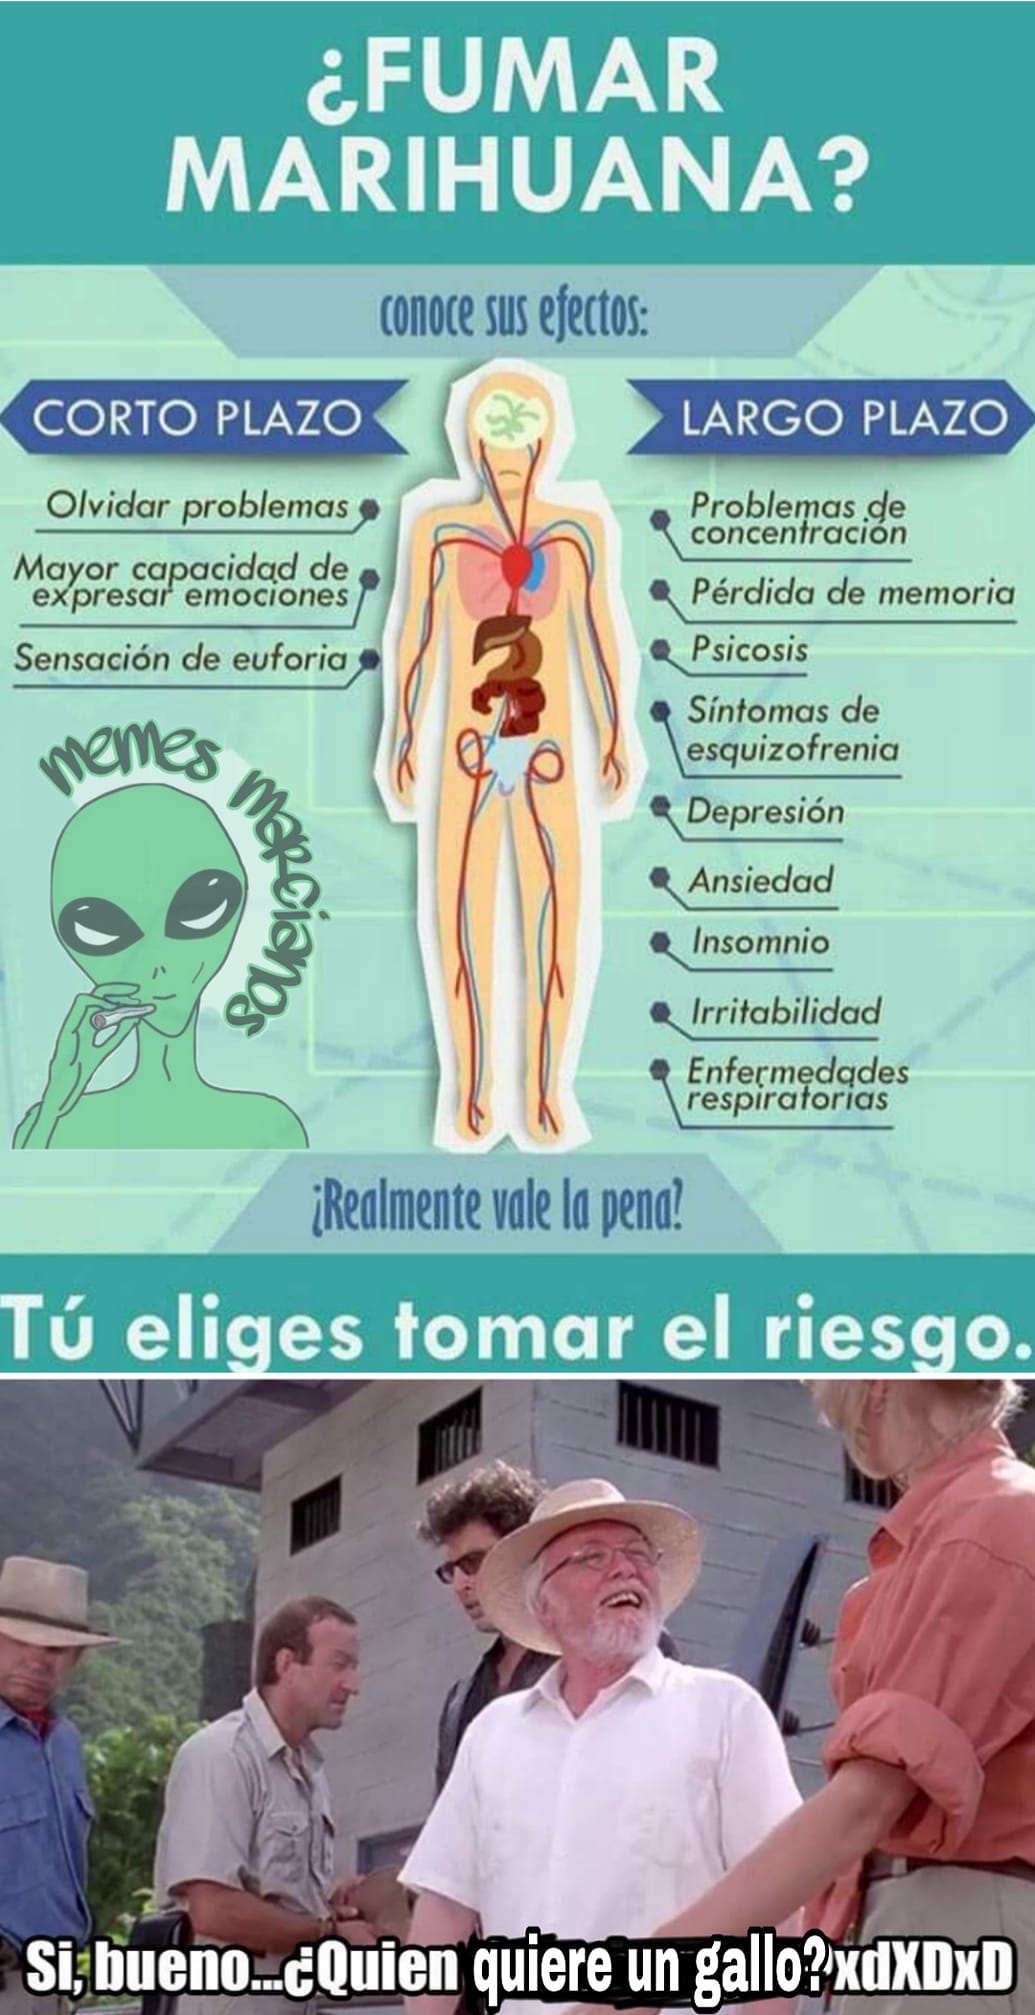 ¿FUMAR
MARIHUANA?
conoce sus efectos:
CORTO PLAZO
Olvidar problemas
Mayor capacidad de
expresar emociones
Sensación de euforia
LARGO PLAZO
Problemas de
concentración
Pérdida de memoria
Psicosis
Síntomas de
esquizofrenia
Depresión
Ansiedad
Insomnio
Irritabilidad
Enfermedades
respiratorias
memes marcianos
¿Realmente vale la pena?
Tú eliges tomar el riesgo.
Si, bueno...¿Quien quiere un gallo?xdXDxD